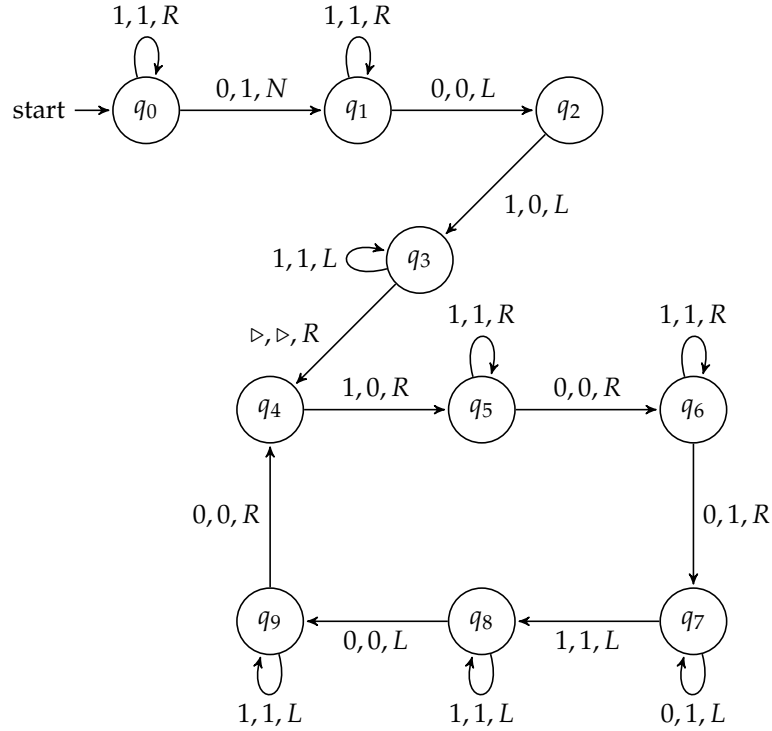 1, 1, R 1, 1, R
start q0 0, 1, N q1 0, 0, L q2
1, 0, L
1, 1, L q3
▷, ▷, R 1, 1, R 1, 1, R
q4 1, 0, R q5 0, 0, R q6
0, 0, R 0, 1, R
q9 0, 0, L q8 1, 1, L q7
1, 1, L 1, 1, L 0, 1, L